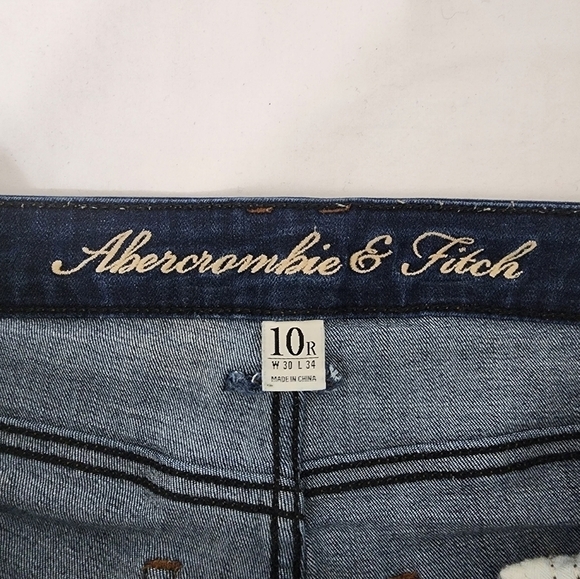 Abercrombie & Fitch
10R
W 30 L 34
MADE IN CHINA